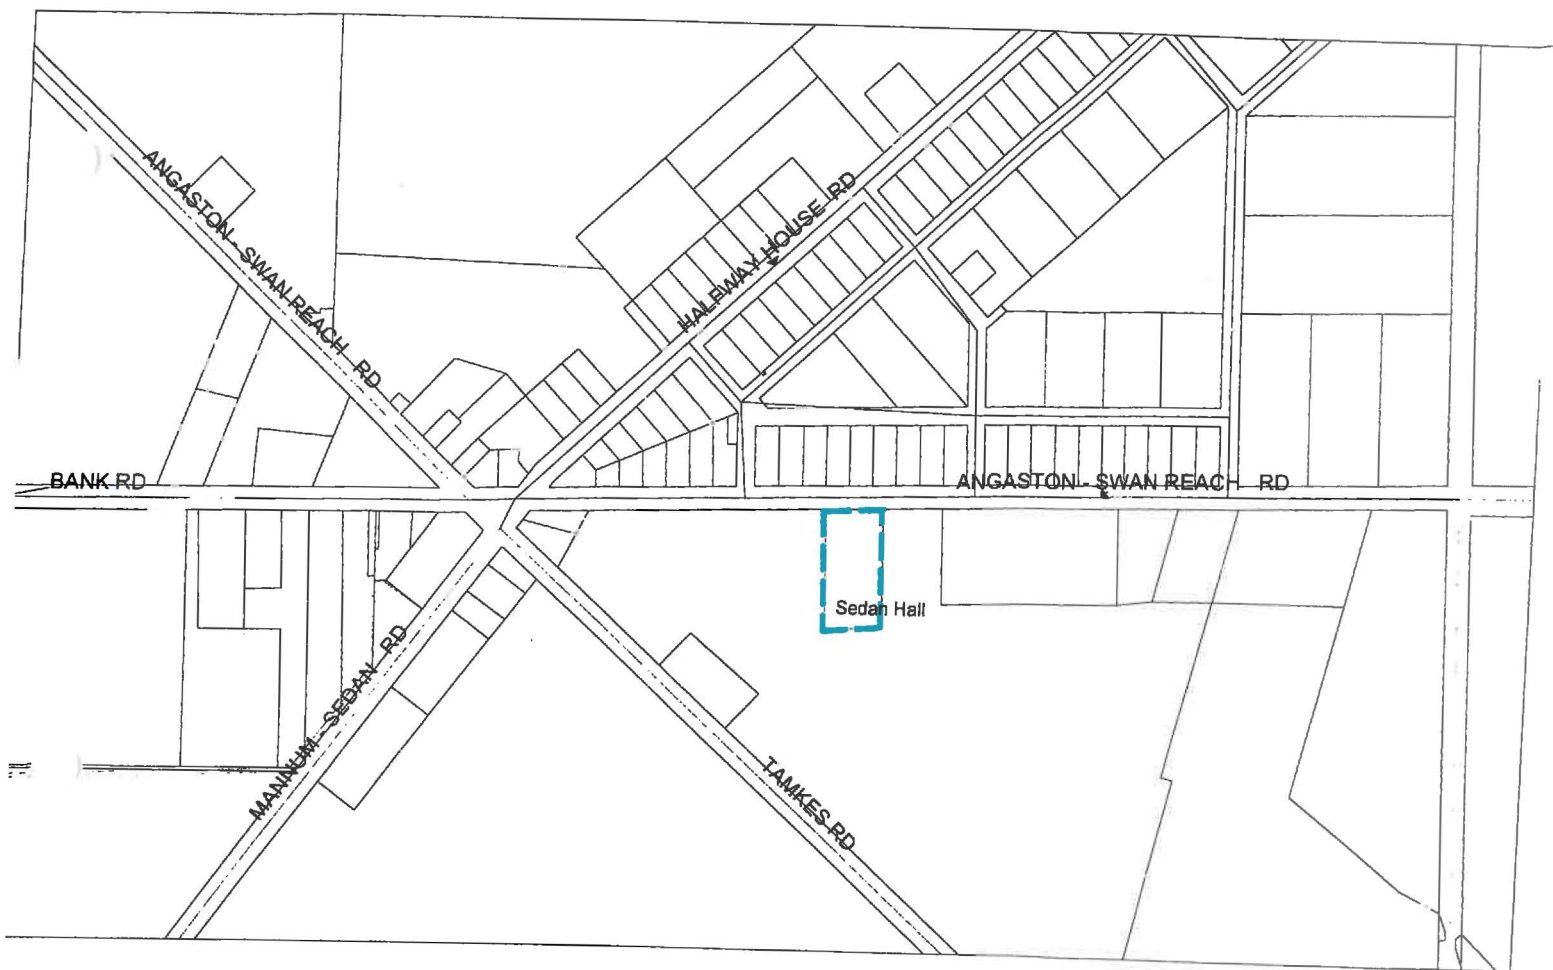 ANGASTON - SWAN REACH RD
HALFWAY HOUSE RD
BANK RD
ANGASTON - SWAN REACH RD
Sedan Hall
MANNUM - SEDAN RD
TAMKES RD